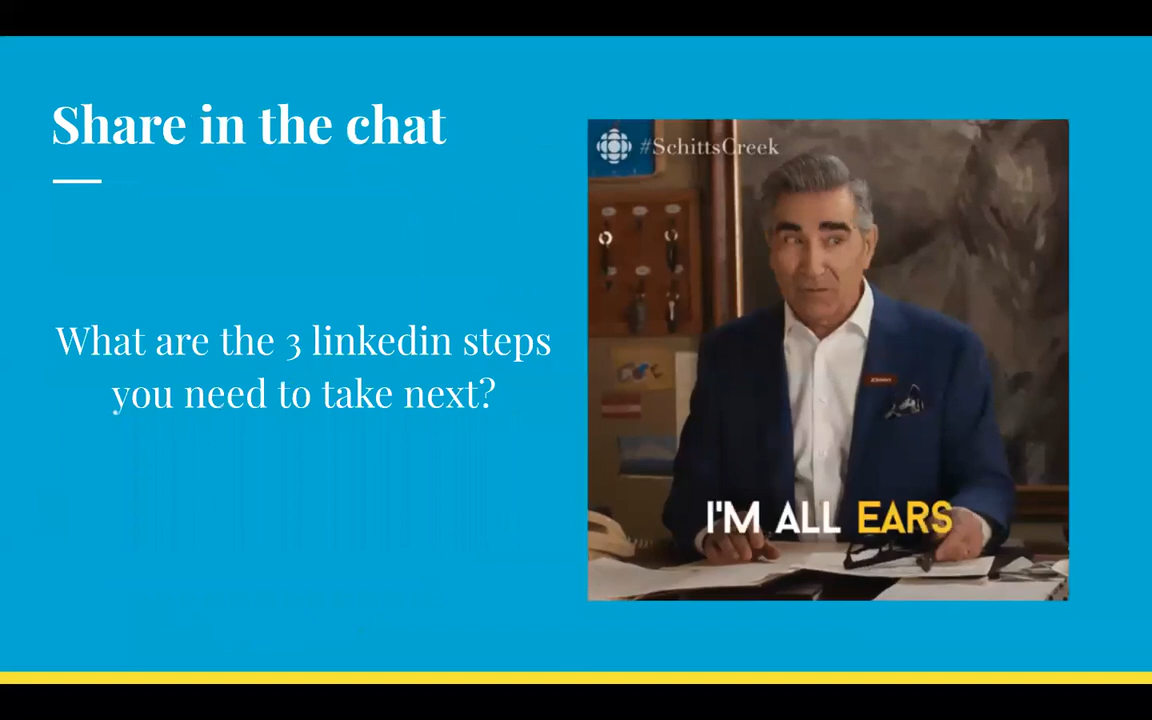 Share in the chat
What are the 3 linkedin steps
you need to take next?
#SchittsCreek
I'M ALL EARS